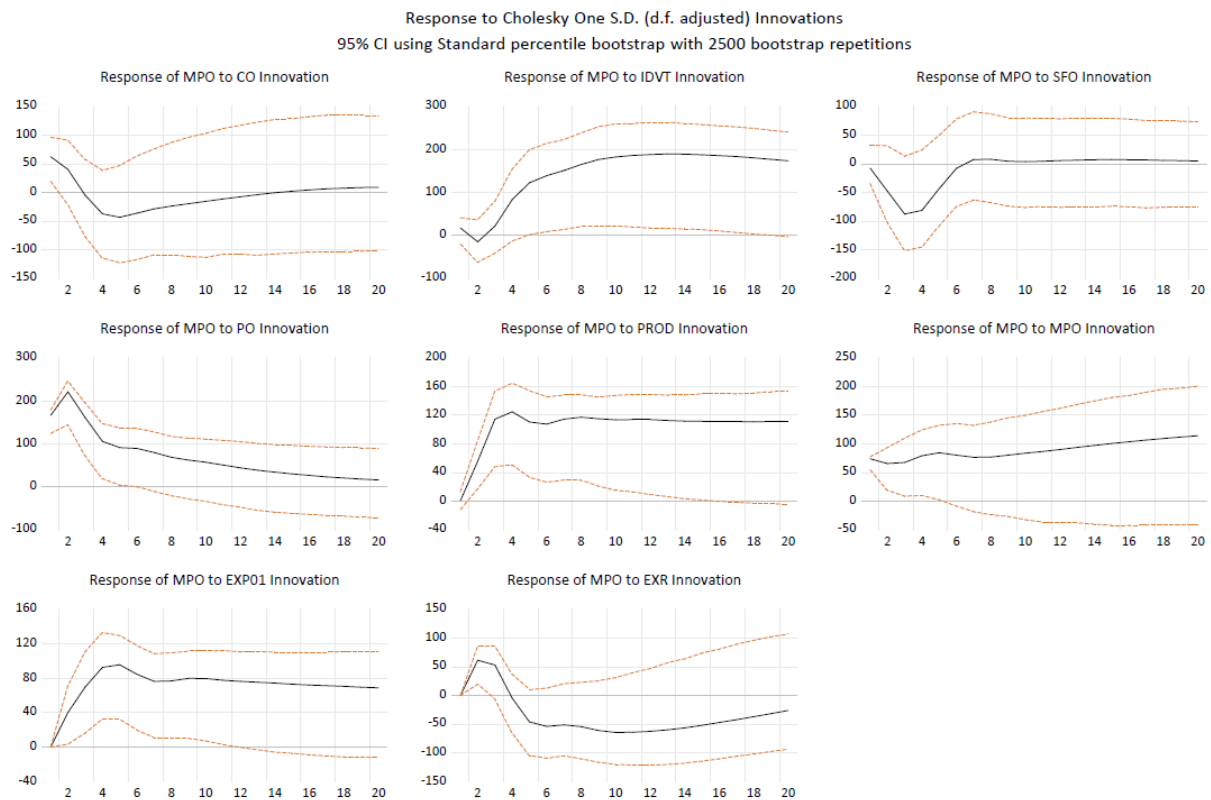 Response to Cholesky One S.D. (d.f. adjusted) Innovations
95% CI using Standard percentile bootstrap with 2500 bootstrap repetitions
Response of MPO to CO Innovation
150
100
50
0
-50
-100
-150
2 4 6 8 10 12 14 16 18 20
Response of MPO to IDVT Innovation
300
200
100
0
-100
2 4 6 8 10 12 14 16 18 20
Response of MPO to SFO Innovation
100
50
0
-50
-100
-150
-200
2 4 6 8 10 12 14 16 18 20
Response of MPO to PO Innovation
300
200
100
0
-100
2 4 6 8 10 12 14 16 18 20
Response of MPO to PROD Innovation
200
160
120
80
40
0
-40
2 4 6 8 10 12 14 16 18 20
Response of MPO to MPO Innovation
250
200
150
100
50
0
-50
2 4 6 8 10 12 14 16 18 20
Response of MPO to EXP01 Innovation
160
120
80
40
0
-40
2 4 6 8 10 12 14 16 18 20
Response of MPO to EXR Innovation
150
100
50
0
-50
-100
-150
2 4 6 8 10 12 14 16 18 20